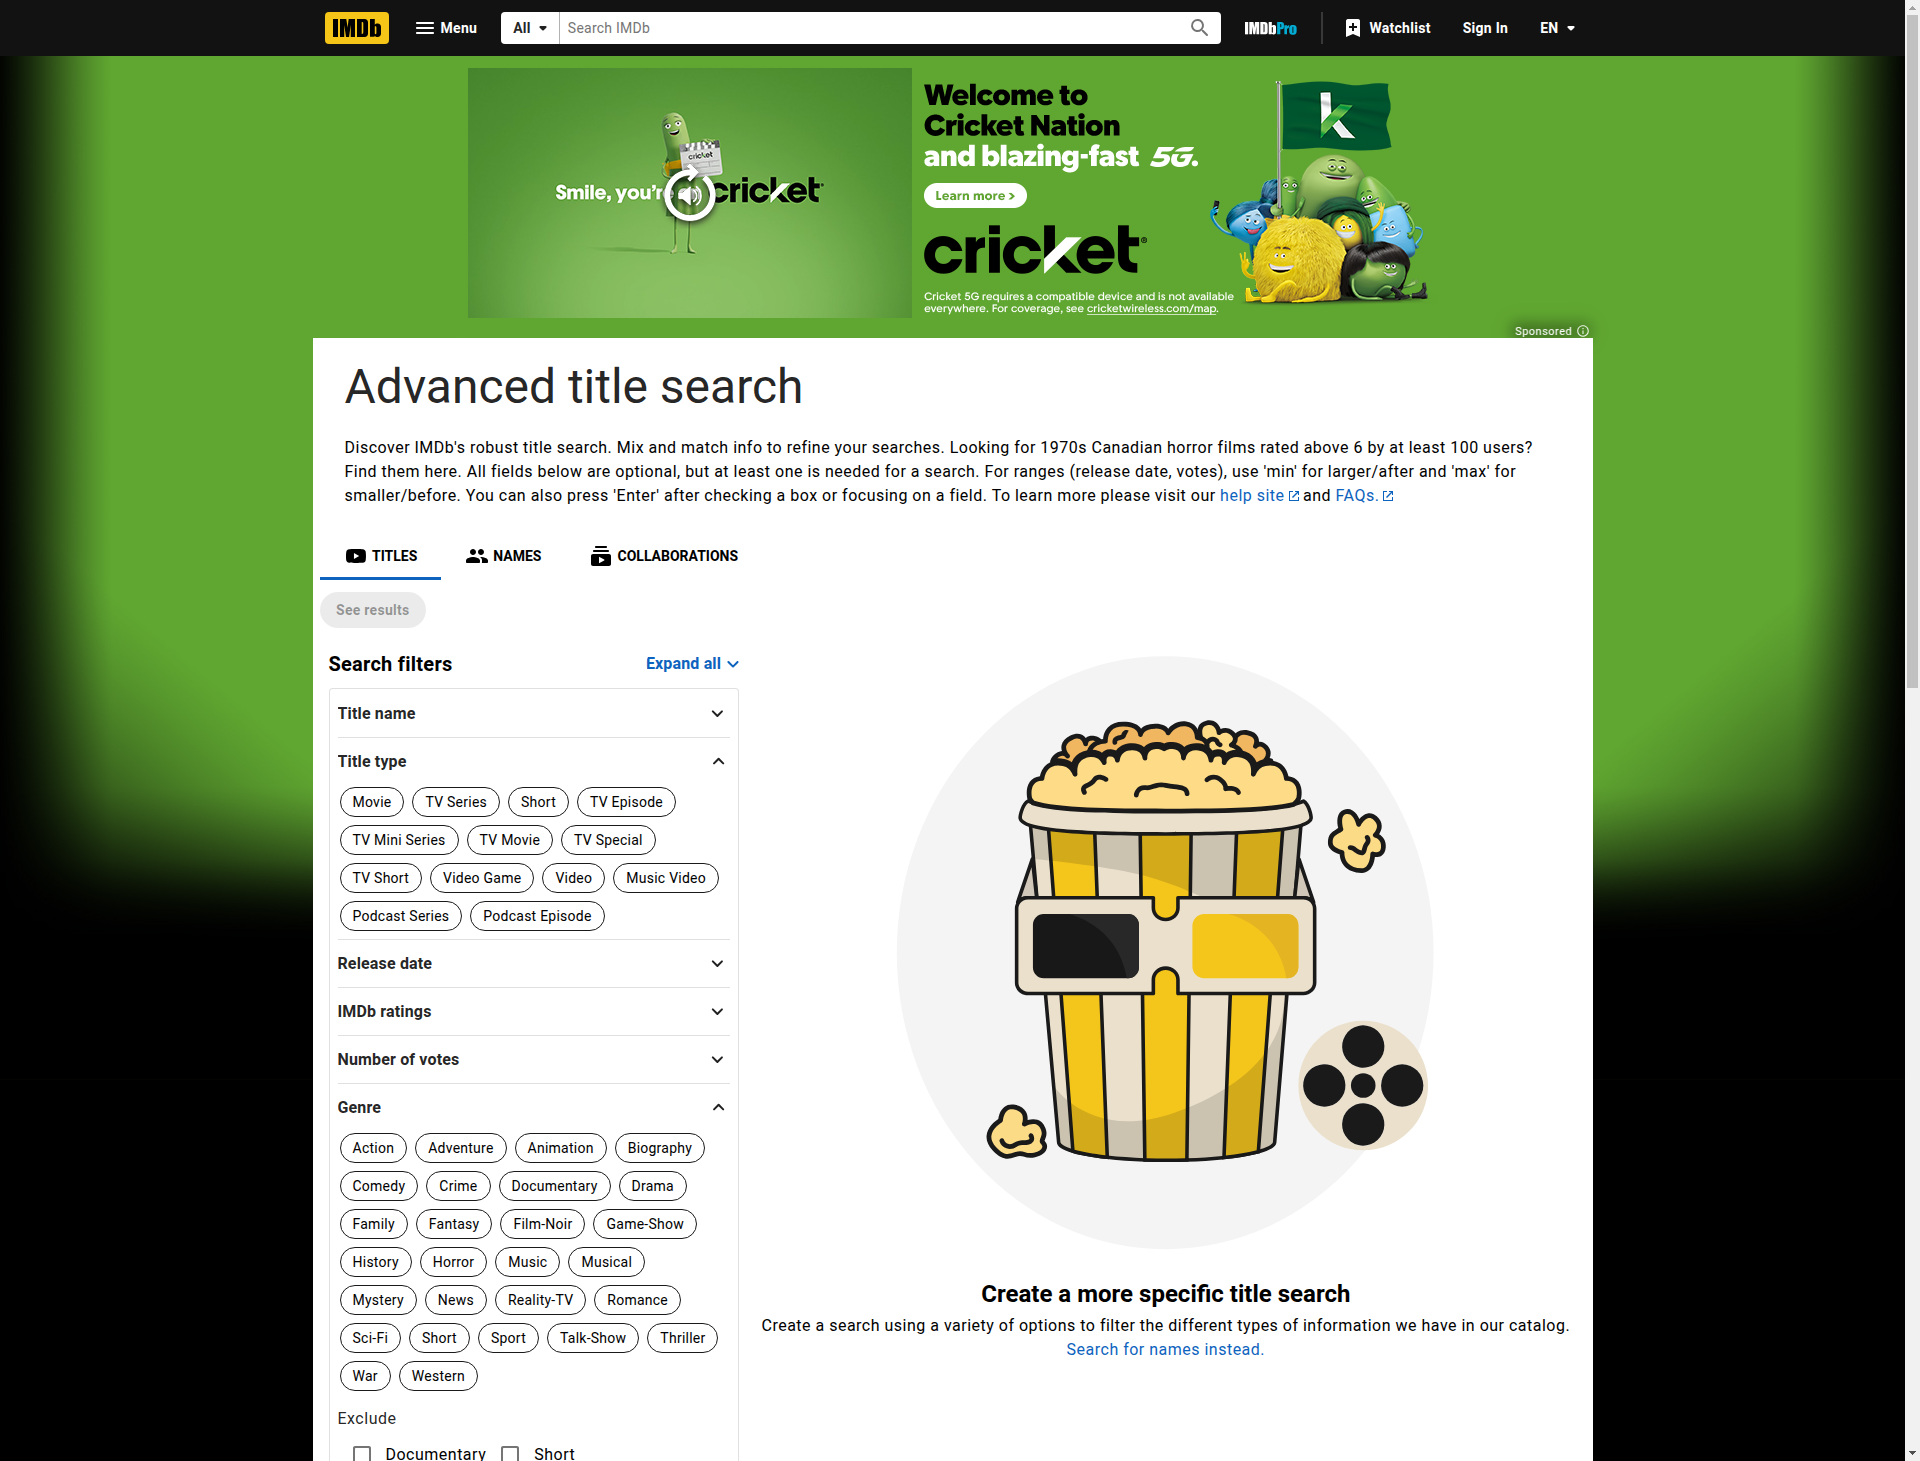 IMDb
Menu
All
Search IMDb
IMDbPro
Watchlist
Sign In
EN
cricket
Smile, you're
cricket
Welcome to
Cricket Nation
and blazing-fast 5G.
Learn more >
cricket
Cricket 5G requires a compatible device and is not available
everywhere. For coverage, see cricketwireless.com/map.
Sponsored
Advanced title search
Discover IMDb's robust title search. Mix and match info to refine your searches. Looking for 1970s Canadian horror films rated above 6 by at least 100 users?
Find them here. All fields below are optional, but at least one is needed for a search. For ranges (release date, votes), use 'min' for larger/after and 'max' for
smaller/before. You can also press 'Enter' after checking a box or focusing on a field. To learn more please visit our help site and FAQs.
TITLES
NAMES
COLLABORATIONS
See results
Search filters
Expand all
Title name
Title type
Movie TV Series Short TV Episode
TV Mini Series TV Movie TV Special
TV Short Video Game Video Music Video
Podcast Series Podcast Episode
Release date
IMDb ratings
Number of votes
Genre
Action Adventure Animation Biography
Comedy Crime Documentary Drama
Family Fantasy Film-Noir Game-Show
History Horror Music Musical
Mystery News Reality-TV Romance
Sci-Fi Short Sport Talk-Show Thriller
War Western
Exclude
Documentary Short
Create a more specific title search
Create a search using a variety of options to filter the different types of information we have in our catalog.
Search for names instead.